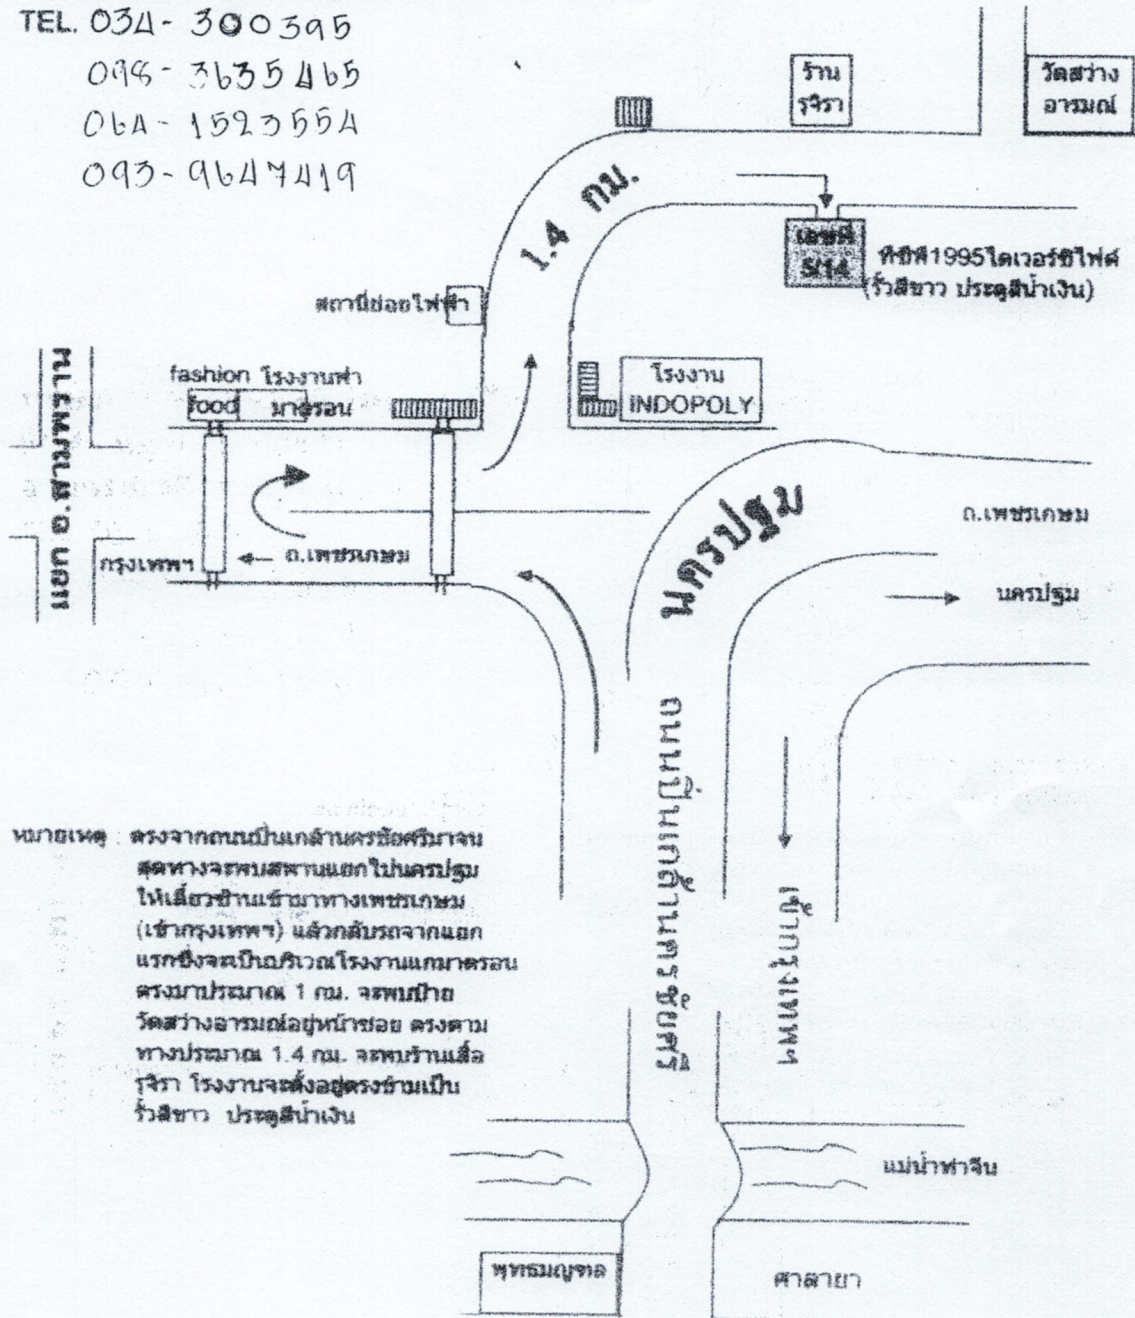 TEL. 034-300395
098-3635465
064-1523554
093-9647419
ร้าน
รุจิรา
วัดสว่าง
อารมณ์
1.4 กม.
เลขที่
5/14
ทีซีพี1995ไดเวอร์ซิไฟด์
(รั้วสีขาว ประตูสีน้ำเงิน)
สถานีย่อยไฟฟ้า
แยก อ.สามพราน
fashion
food
โรงงานฟา
มาตรอน
โรงงาน
INDOPOLY
นครปฐม
ถ.เพชรเกษม
กรุงเทพฯ
ถ.เพชรเกษม
นครปฐม
ถนนปิ่นเกล้านครชัยศรี
เข้ากรุงเทพฯ
หมายเหตุ ตรงจากถนนปิ่นเกล้านครชัยศรีมาจน
สุดทางจะพบสะพานแยกไปนครปฐม
ให้เลี้ยวซ้ายเข้ามาทางเพชรเกษม
(เข้ากรุงเทพฯ) แล้วกลับรถจากแยก
แรกซึ่งจะเป็นบริเวณโรงงานแกมาตรอน
ตรงมาประมาณ 1 กม. จะพบป้าย
วัดสว่างอารมณ์อยู่หน้าซอย ตรงตาม
ทางประมาณ 1.4 กม. จะพบร้านเสื้อ
รุจิรา โรงงานจะตั้งอยู่ตรงข้ามเป็น
รั้วสีขาว ประตูสีน้ำเงิน
แม่น้ำท่าจีน
พุทธมณฑล
ศาลายา